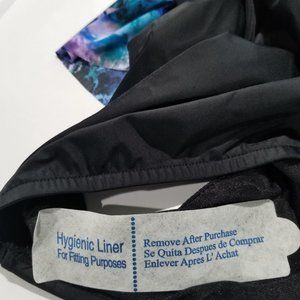 Hygienic Liner
For Fitting Purposes
Remove After Purchase
Se Quita Despues de Comprar
Enlever Apres L' Achat